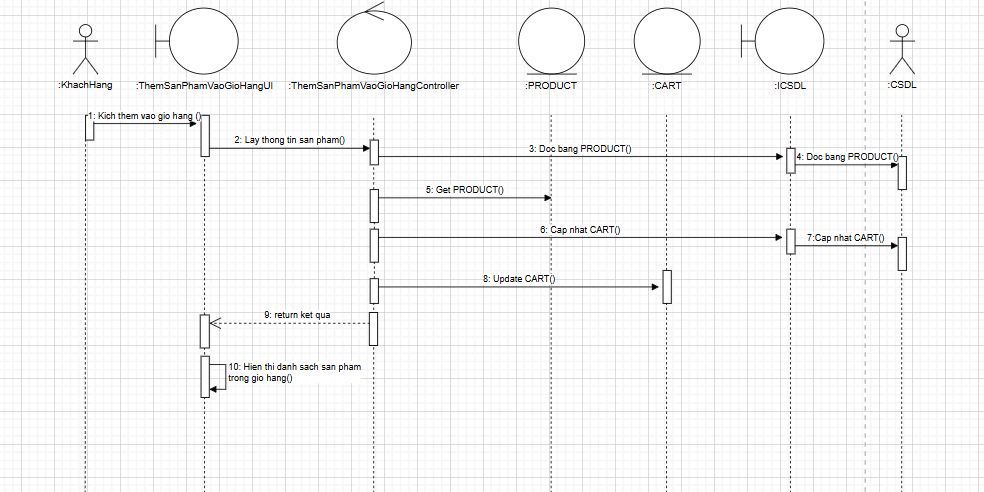 :KhachHang
:ThemSanPhamVaoGioHangUI
:ThemSanPhamVaoGioHangController
:PRODUCT
:CART
:ICSDL
:CSDL
1: Kich them vao gio hang ()
2: Lay thong tin san pham()
3: Doc bang PRODUCT()
4: Doc bang PRODUCT()
5: Get PRODUCT()
6: Cap nhat CART()
7:Cap nhat CART()
8: Update CART()
9: return ket qua
10: Hien thi danh sach san pham
trong gio hang()